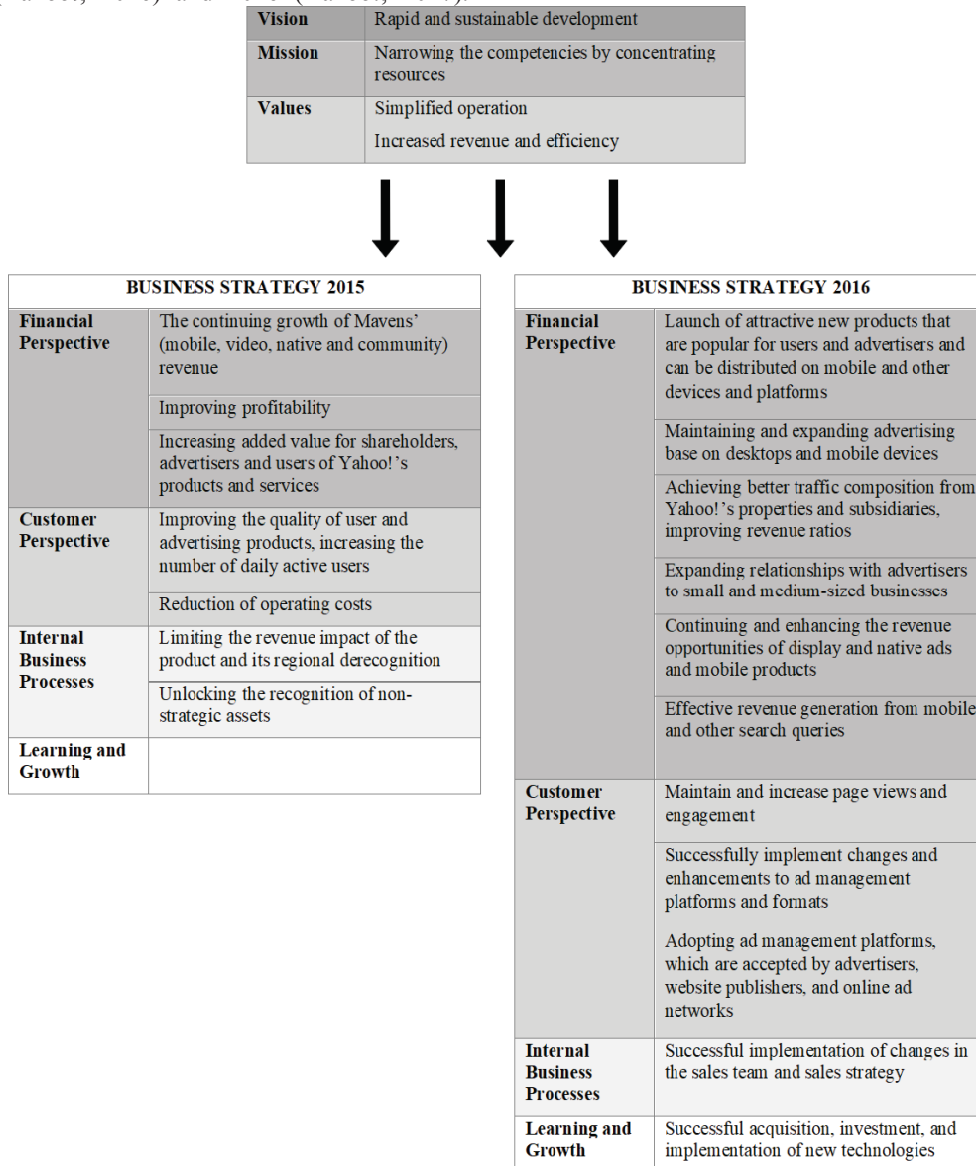 Vision Rapid and sustainable development
Mission Narrowing the competencies by concentrating
resources
Values Simplified operation
Increased revenue and efficiency
BUSINESS STRATEGY 2015
Financial The continuing growth of Mavens’
Perspective (mobile, video, native and community)
revenue
Improving profitability
Increasing added value for shareholders,
advertisers and users of Yahoo!’s
products and services
Customer Improving the quality of user and
Perspective advertising products, increasing the
number of daily active users
Reduction of operating costs
Internal Limiting the revenue impact of the
Business product and its regional derecognition
Processes Unlocking the recognition of non-
strategic assets
Learning and
Growth
BUSINESS STRATEGY 2016
Financial Launch of attractive new products that
Perspective are popular for users and advertisers and
can be distributed on mobile and other
devices and platforms
Maintaining and expanding advertising
base on desktops and mobile devices
Achieving better traffic composition from
Yahoo!’s properties and subsidiaries,
improving revenue ratios
Expanding relationships with advertisers
to small and medium-sized businesses
Continuing and enhancing the revenue
opportunities of display and native ads
and mobile products
Effective revenue generation from mobile
and other search queries
Customer Maintain and increase page views and
Perspective engagement
Successfully implement changes and
enhancements to ad management
platforms and formats
Adopting ad management platforms,
which are accepted by advertisers,
website publishers, and online ad
networks
Internal Successful implementation of changes in
Business the sales team and sales strategy
Processes
Learning and Successful acquisition, investment, and
Growth implementation of new technologies